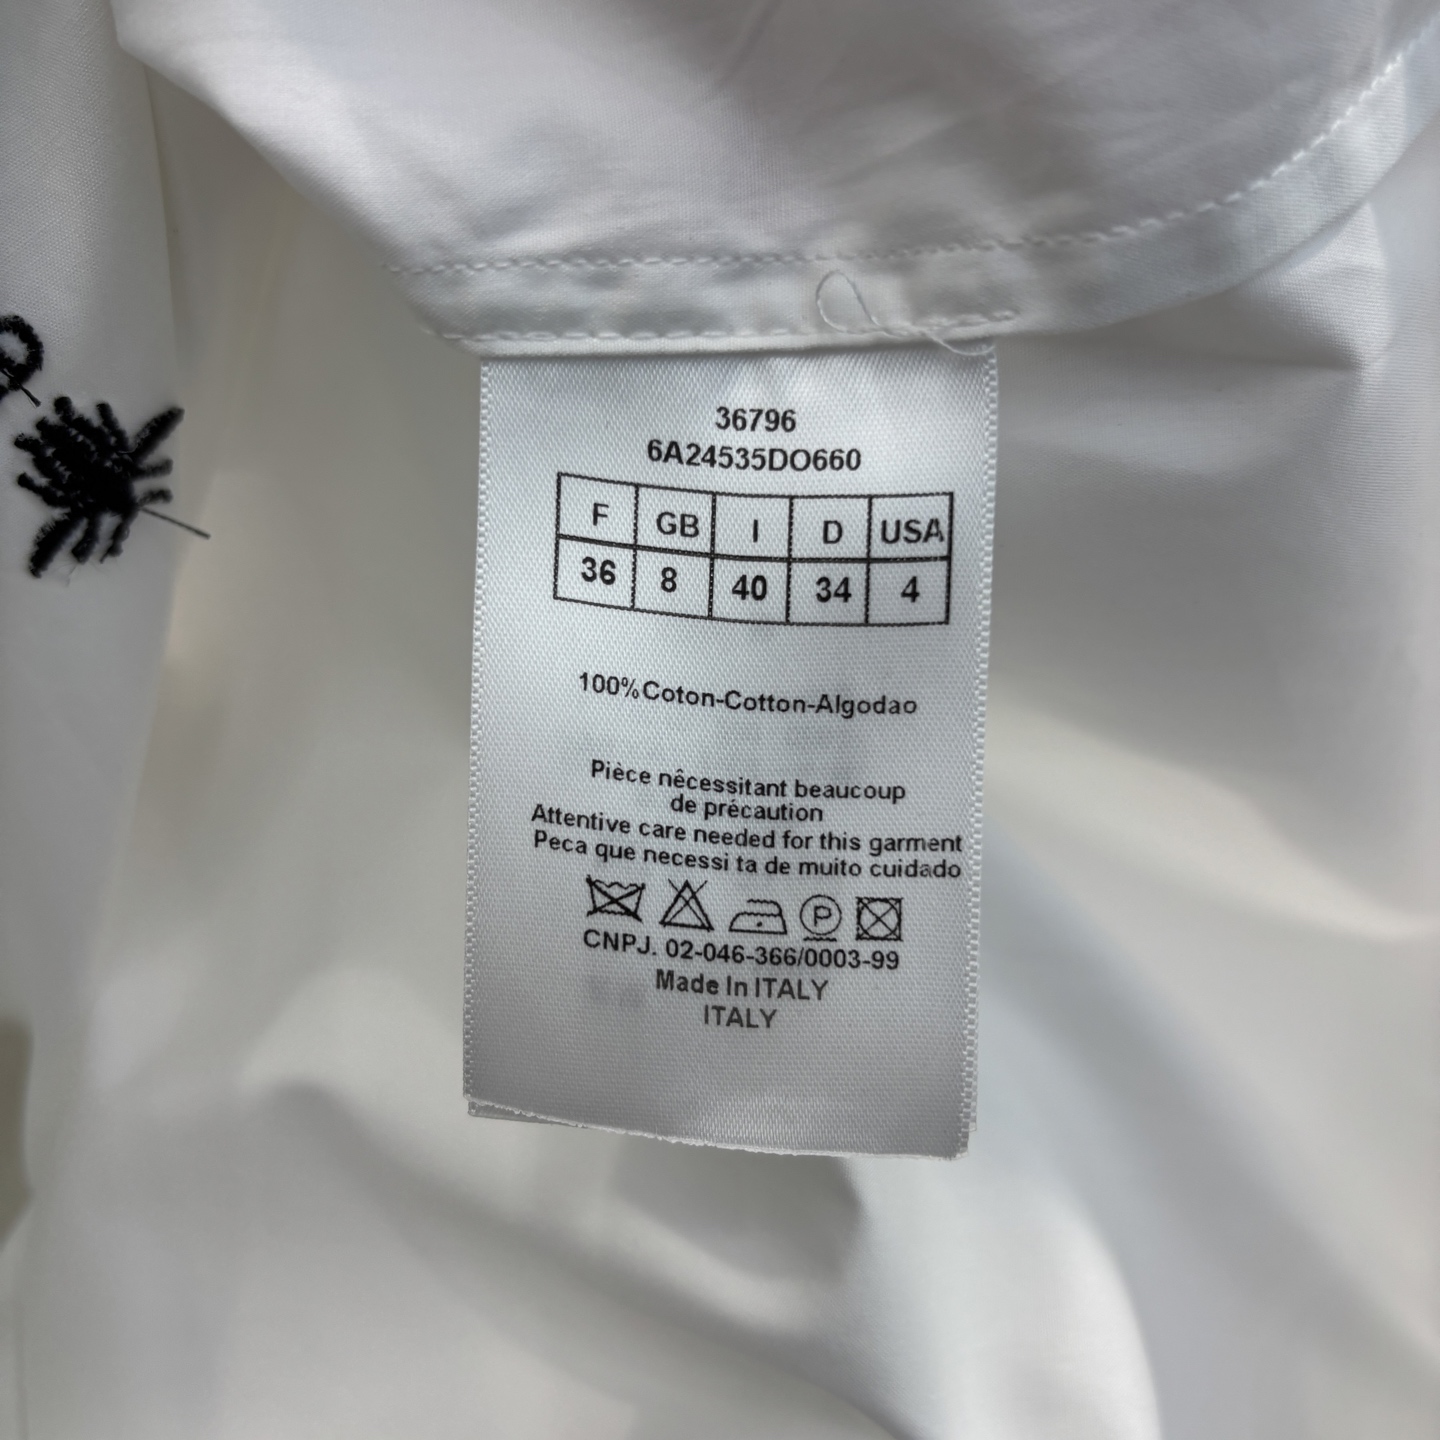 36796
6A24535DO660
F GB I D USA
36 8 40 34 4
100%Coton-Cotton-Algodao
Pièce nêcessitant beaucoup
de précaution
Attentive care needed for this garment
Peca que necessi ta de muito cuidado
P
CNPJ. 02-046-366/0003-99
Made In ITALY
ITALY